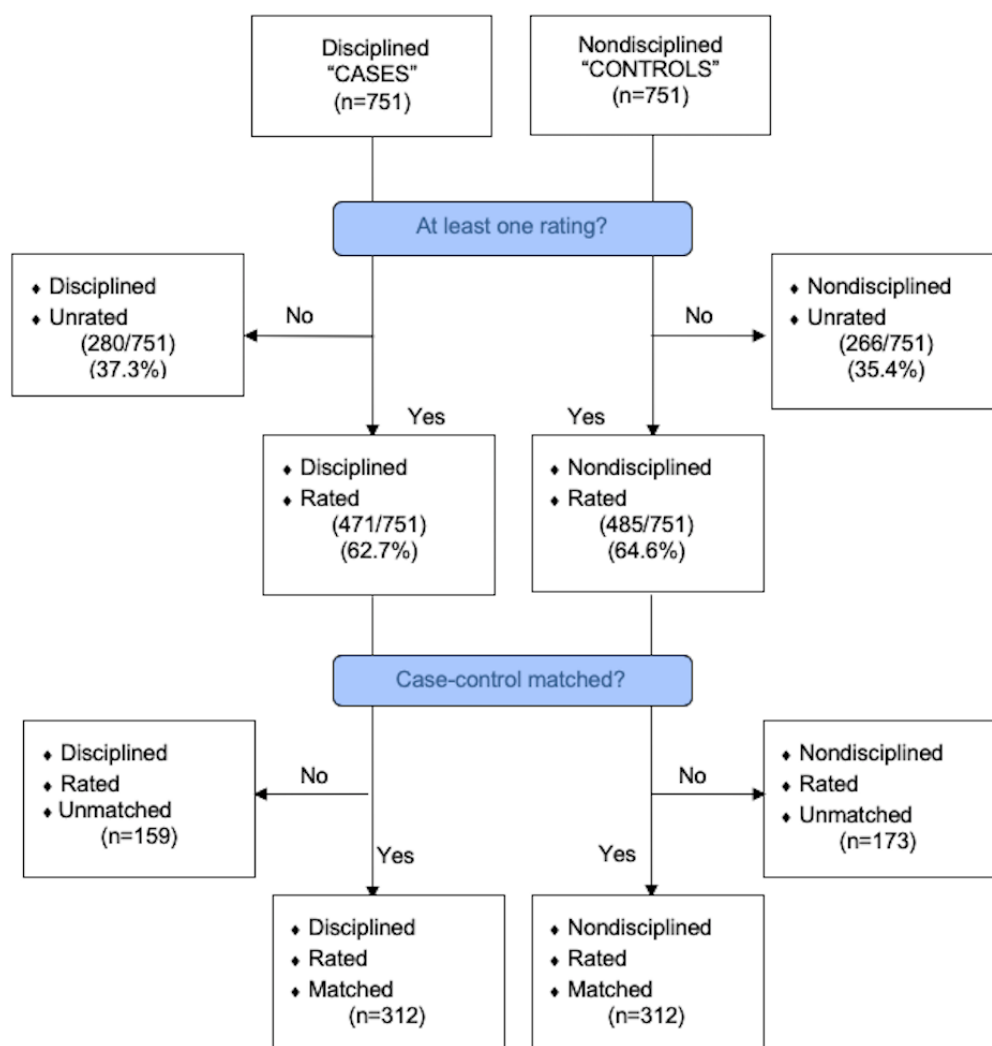 Disciplined
“CASES”
(n=751)
Nondisciplined
“CONTROLS”
(n=751)
At least one rating?
♦ Disciplined
♦ Unrated
(280/751)
(37.3%)
No
No
♦ Nondisciplined
♦ Unrated
(266/751)
(35.4%)
Yes
Yes
♦ Disciplined
♦ Rated
(471/751)
(62.7%)
♦ Nondisciplined
♦ Rated
(485/751)
(64.6%)
Case-control matched?
♦ Disciplined
♦ Rated
♦ Unmatched
(n=159)
No
No
♦ Nondisciplined
♦ Rated
♦ Unmatched
(n=173)
Yes
Yes
♦ Disciplined
♦ Rated
♦ Matched
(n=312)
♦ Nondisciplined
♦ Rated
♦ Matched
(n=312)